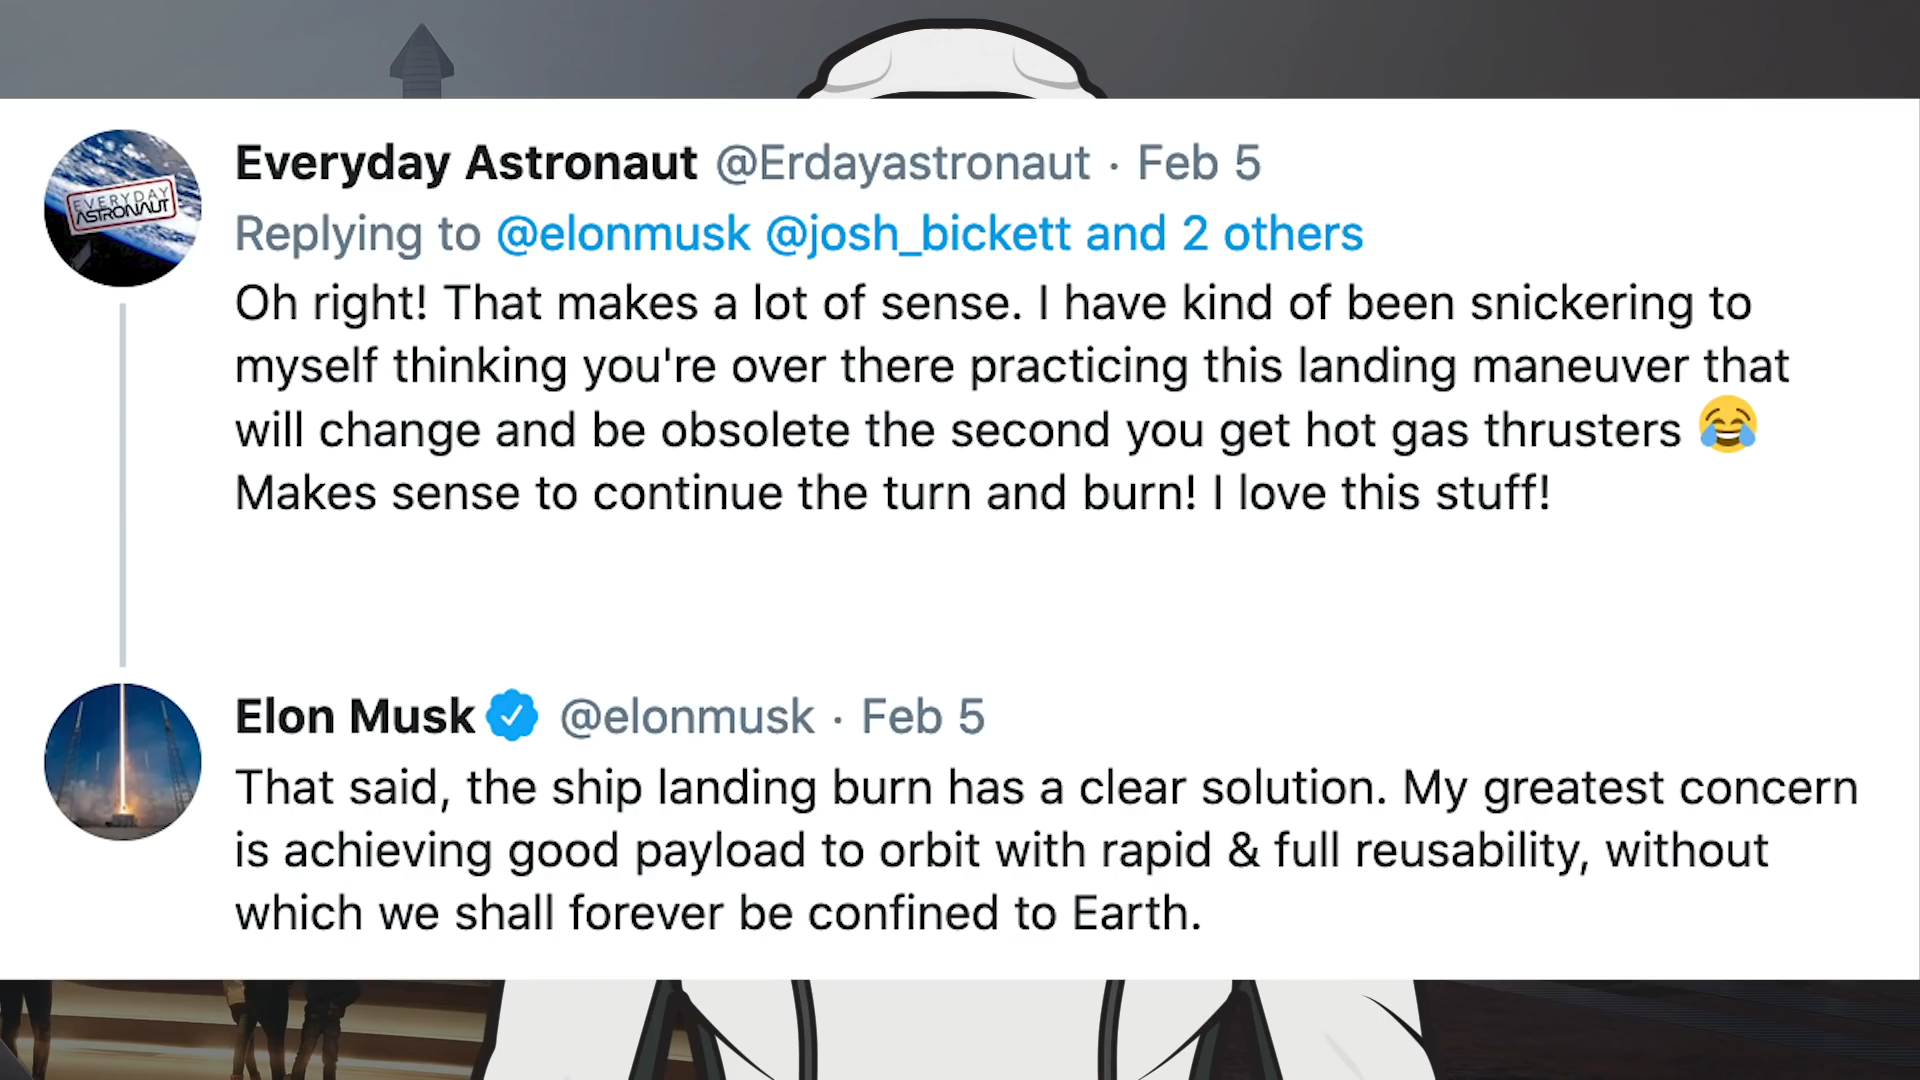 EVERYDAY
ASTRONAUT
Everyday Astronaut @Erdayastronaut · Feb 5
Replying to @elonmusk @josh_bickett and 2 others
Oh right! That makes a lot of sense. I have kind of been snickering to
myself thinking you're over there practicing this landing maneuver that
will change and be obsolete the second you get hot gas thrusters 😂
Makes sense to continue the turn and burn! I love this stuff!
Elon Musk @elonmusk · Feb 5
That said, the ship landing burn has a clear solution. My greatest concern
is achieving good payload to orbit with rapid & full reusability, without
which we shall forever be confined to Earth.